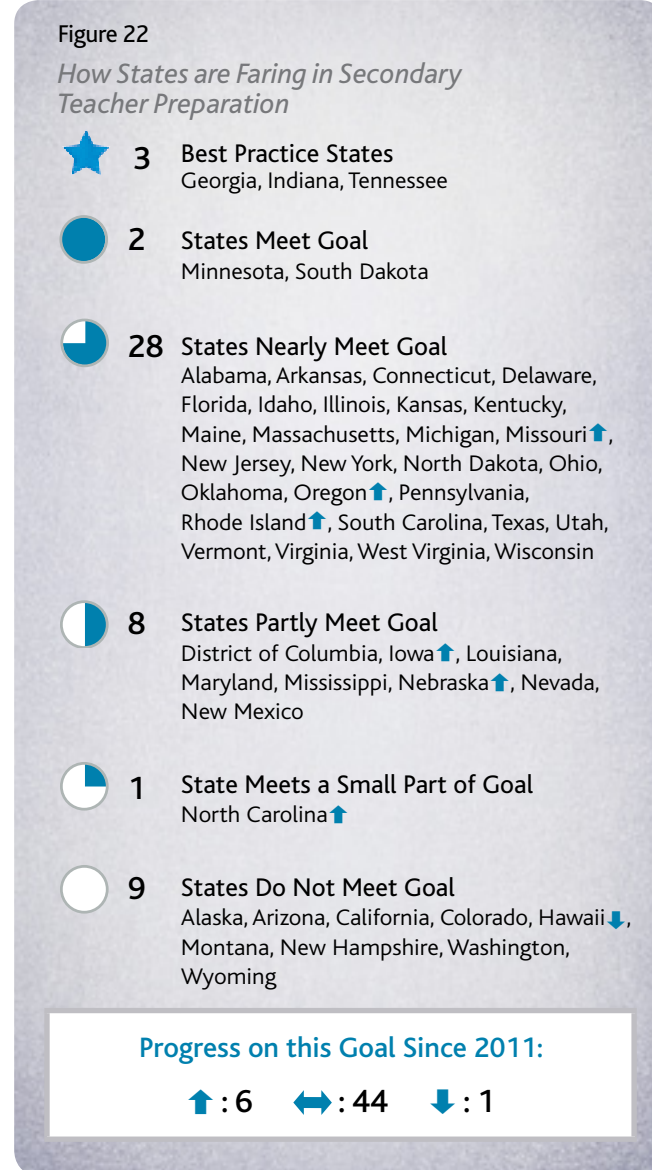 Figure 22
How States are Faring in Secondary
Teacher Preparation
3 Best Practice States
Georgia, Indiana, Tennessee
2 States Meet Goal
Minnesota, South Dakota
28 States Nearly Meet Goal
Alabama, Arkansas, Connecticut, Delaware,
Florida, Idaho, Illinois, Kansas, Kentucky,
Maine, Massachusetts, Michigan, Missouri⬆,
New Jersey, New York, North Dakota, Ohio,
Oklahoma, Oregon⬆, Pennsylvania,
Rhode Island⬆, South Carolina, Texas, Utah,
Vermont, Virginia, West Virginia, Wisconsin
8 States Partly Meet Goal
District of Columbia, Iowa⬆, Louisiana,
Maryland, Mississippi, Nebraska⬆, Nevada,
New Mexico
1 State Meets a Small Part of Goal
North Carolina⬆
9 States Do Not Meet Goal
Alaska, Arizona, California, Colorado, Hawaii⬇,
Montana, New Hampshire, Washington,
Wyoming
Progress on this Goal Since 2011:
⬆ : 6 ⬌ : 44 ⬇ : 1